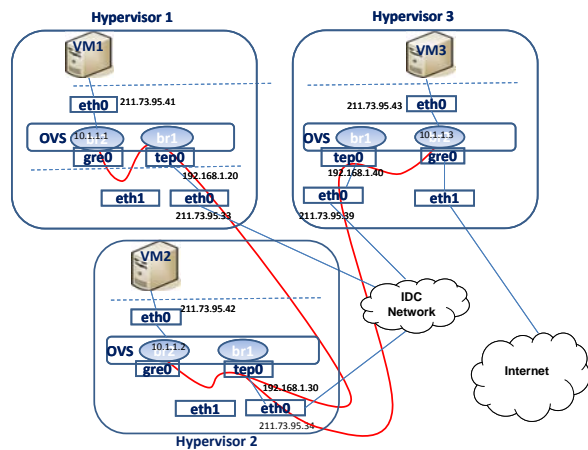 Hypervisor 1
VM1
eth0
211.73.95.41
OVS
br2
10.1.1.1
br1
gre0
tep0
192.168.1.20
eth1
eth0
211.73.95.33
Hypervisor 3
VM3
211.73.95.43
eth0
OVS
br1
br2
10.1.1.3
tep0
gre0
192.168.1.40
eth0
eth1
211.73.95.39
VM2
eth0
211.73.95.42
OVS
br2
10.1.1.2
br1
gre0
tep0
192.168.1.30
eth1
eth0
211.73.95.34
Hypervisor 2
IDC
Network
Internet